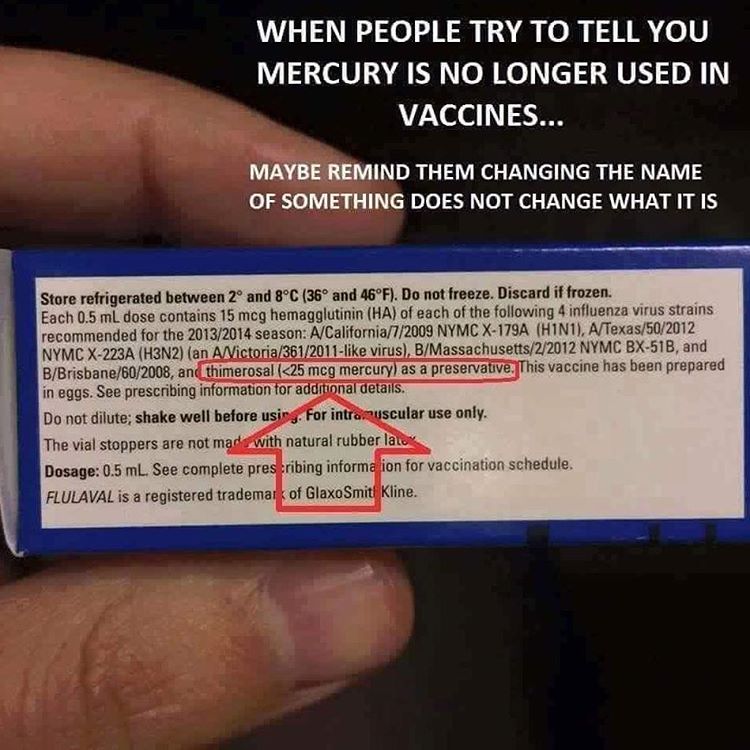 WHEN PEOPLE TRY TO TELL YOU
MERCURY IS NO LONGER USED IN
VACCINES...
MAYBE REMIND THEM CHANGING THE NAME
OF SOMETHING DOES NOT CHANGE WHAT IT IS
Store refrigerated between 2° and 8°C (36° and 46°F). Do not freeze. Discard if frozen.
Each 0.5 mL dose contains 15 mcg hemagglutinin (HA) of each of the following 4 influenza virus strains
recommended for the 2013/2014 season: A/California/7/2009 NYMC X-179A (H1N1), A/Texas/50/2012
NYMC X-223A (H3N2) (an A/Victoria/361/2011-like virus), B/Massachusetts/2/2012 NYMC BX-51B, and
B/Brisbane/60/2008, and thimerosal (<25 mcg mercury) as a preservative. This vaccine has been prepared
in eggs. See prescribing information for additional details.
Do not dilute; shake well before using. For intramuscular use only.
The vial stoppers are not made with natural rubber latex.
Dosage: 0.5 mL. See complete prescribing information for vaccination schedule.
FLULAVAL is a registered trademark of GlaxoSmithKline.